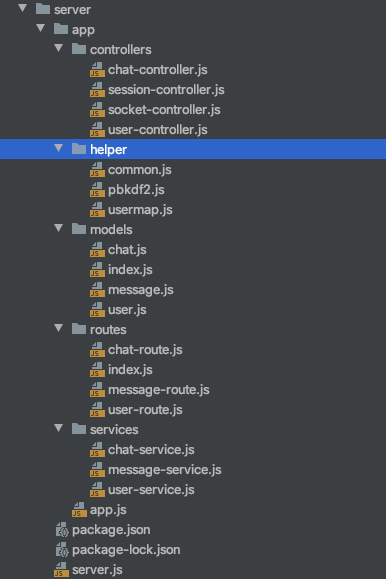 server
app
controllers
chat-controller.js
session-controller.js
socket-controller.js
user-controller.js
helper
common.js
pbkdf2.js
usermap.js
models
chat.js
index.js
message.js
user.js
routes
chat-route.js
index.js
message-route.js
user-route.js
services
chat-service.js
message-service.js
user-service.js
app.js
package.json
package-lock.json
server.js